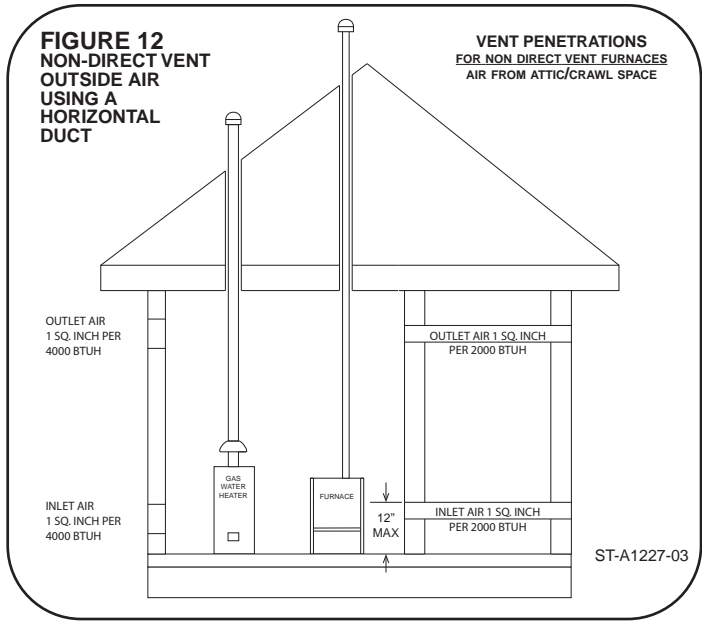 FIGURE 12
NON-DIRECT VENT
OUTSIDE AIR
USING A
HORIZONTAL
DUCT
VENT PENETRATIONS
FOR NON DIRECT VENT FURNACES
AIR FROM ATTIC/CRAWL SPACE
OUTLET AIR
1 SQ. INCH PER
4000 BTUH
OUTLET AIR 1 SQ. INCH
PER 2000 BTUH
GAS
WATER
HEATER
FURNACE
INLET AIR
1 SQ. INCH PER
4000 BTUH
12"
MAX
INLET AIR 1 SQ. INCH
PER 2000 BTUH
ST-A1227-03